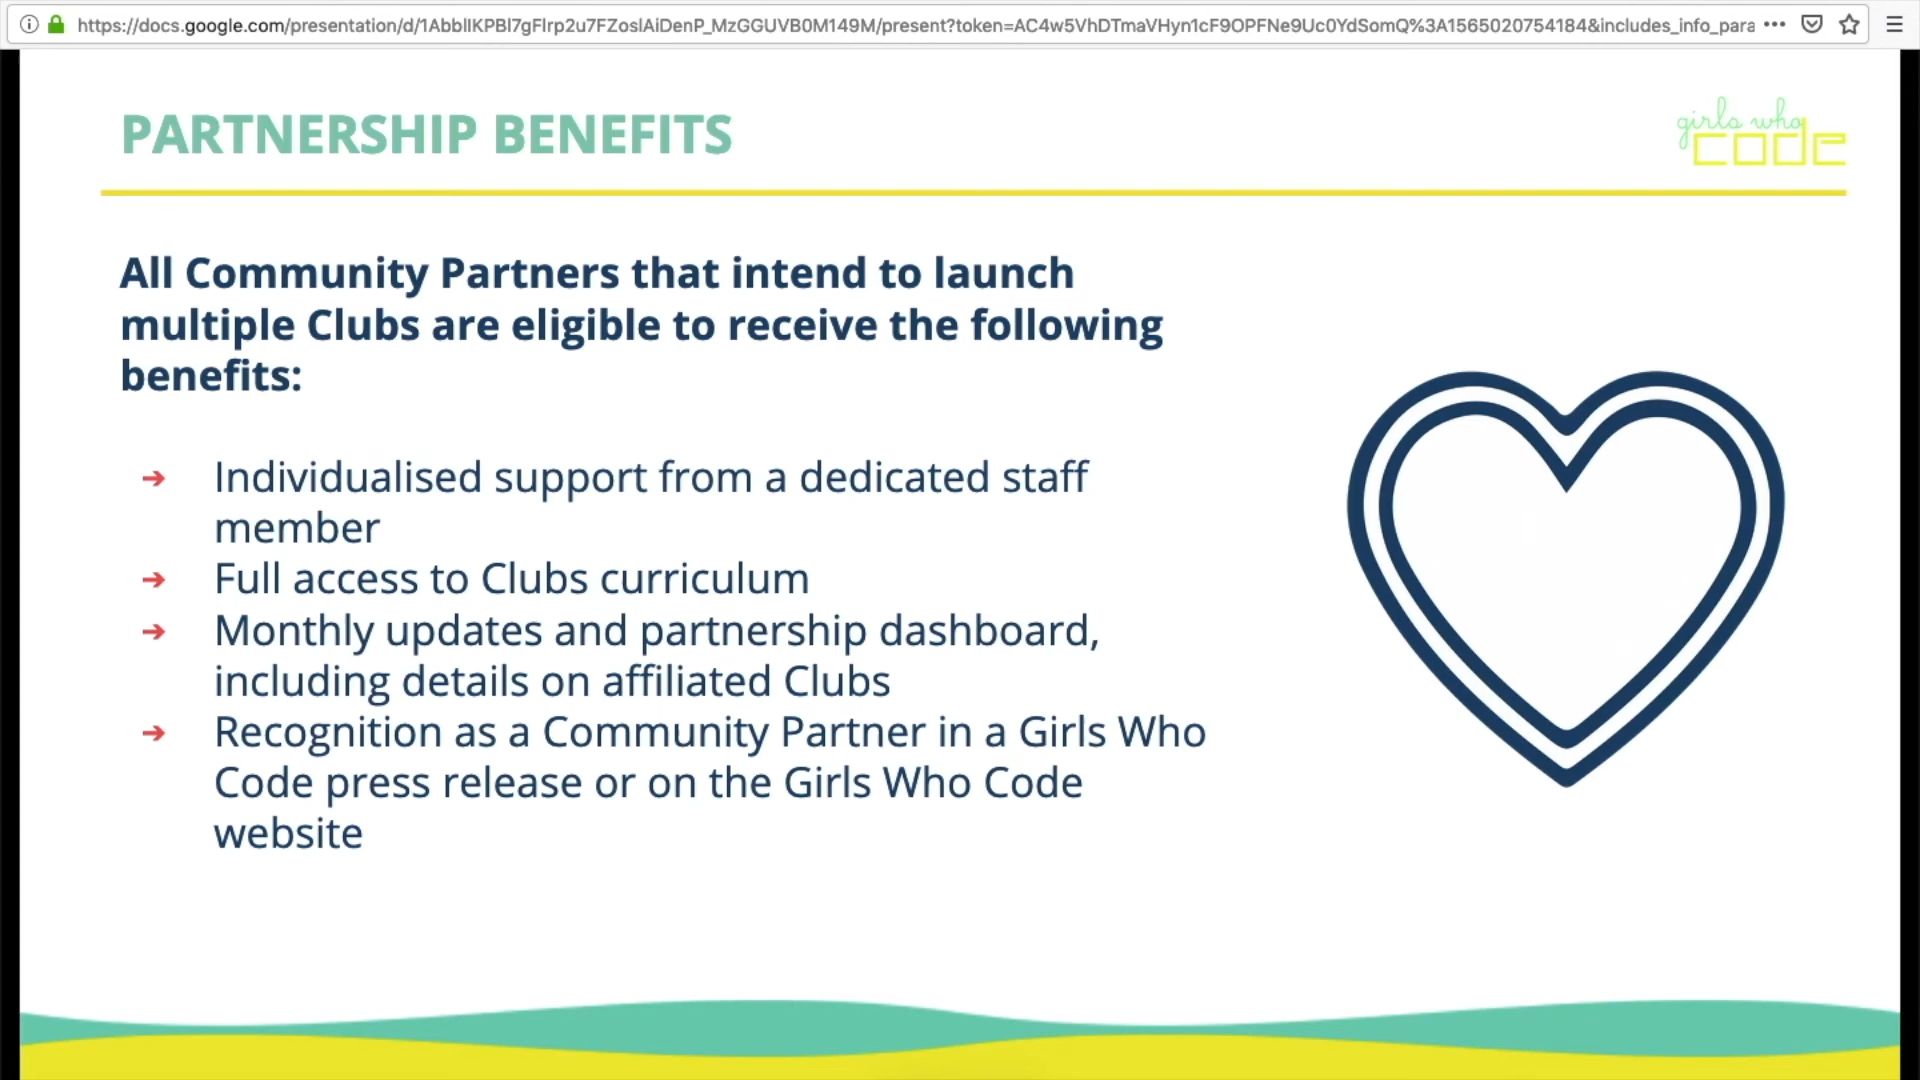 https://docs.google.com/presentation/d/1AbbllKPBl7gFlrp2u7FZoslAiDenP_MzGGUVB0M149M/present?token=AC4w5VhDTmaVHyn1cF9OPFNe9Uc0YdSomQ%3A1565020754184&includes_info_para
PARTNERSHIP BENEFITS
girls who
code
All Community Partners that intend to launch
multiple Clubs are eligible to receive the following
benefits:
➔ Individualised support from a dedicated staff
member
➔ Full access to Clubs curriculum
➔ Monthly updates and partnership dashboard,
including details on affiliated Clubs
➔ Recognition as a Community Partner in a Girls Who
Code press release or on the Girls Who Code
website